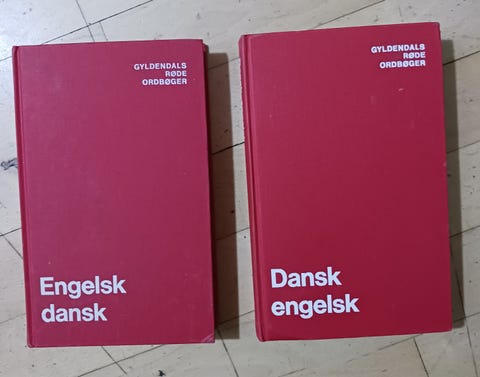 GYLDENDALS
RØDE
ORDBØGER
Engelsk
dansk
GYLDENDALS
RØDE
ORDBØGER
Dansk
engelsk